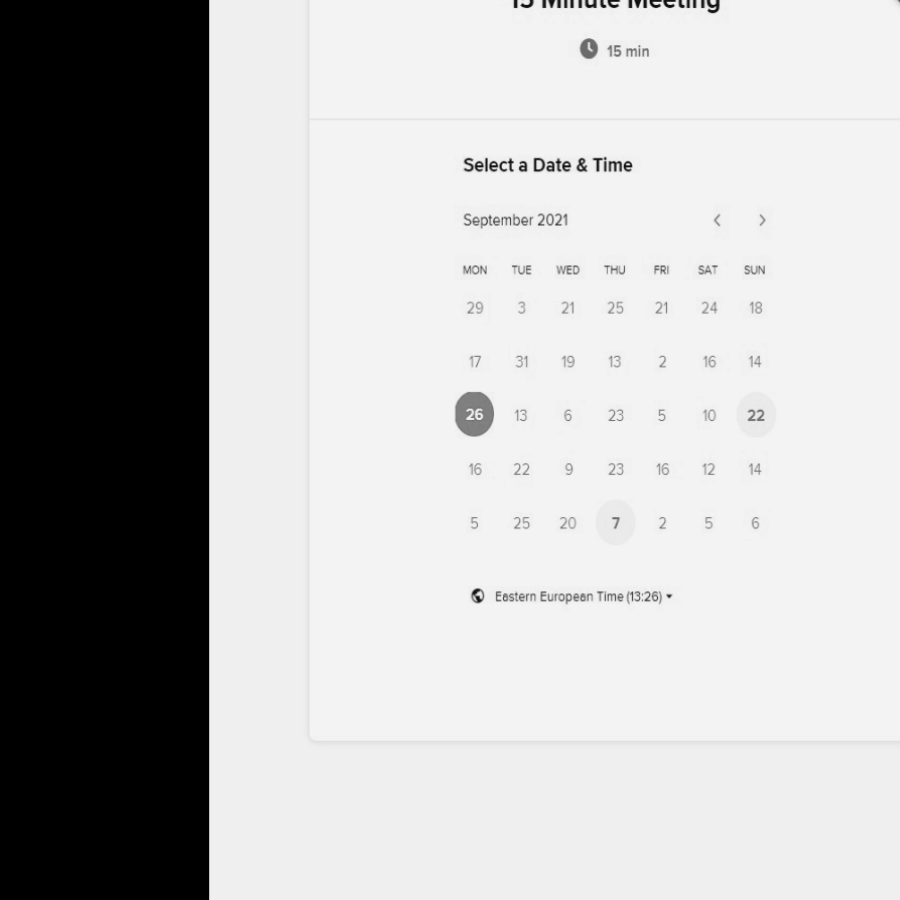 15 Minute Meeting
15 min
Select a Date & Time
September 2021
MON TUE WED THU FRI SAT SUN
29 3 21 25 21 24 18
17 31 19 13 2 16 14
26 13 6 23 5 10 22
16 22 9 23 16 12 14
5 25 20 7 2 5 6
Eastern European Time (13:26)